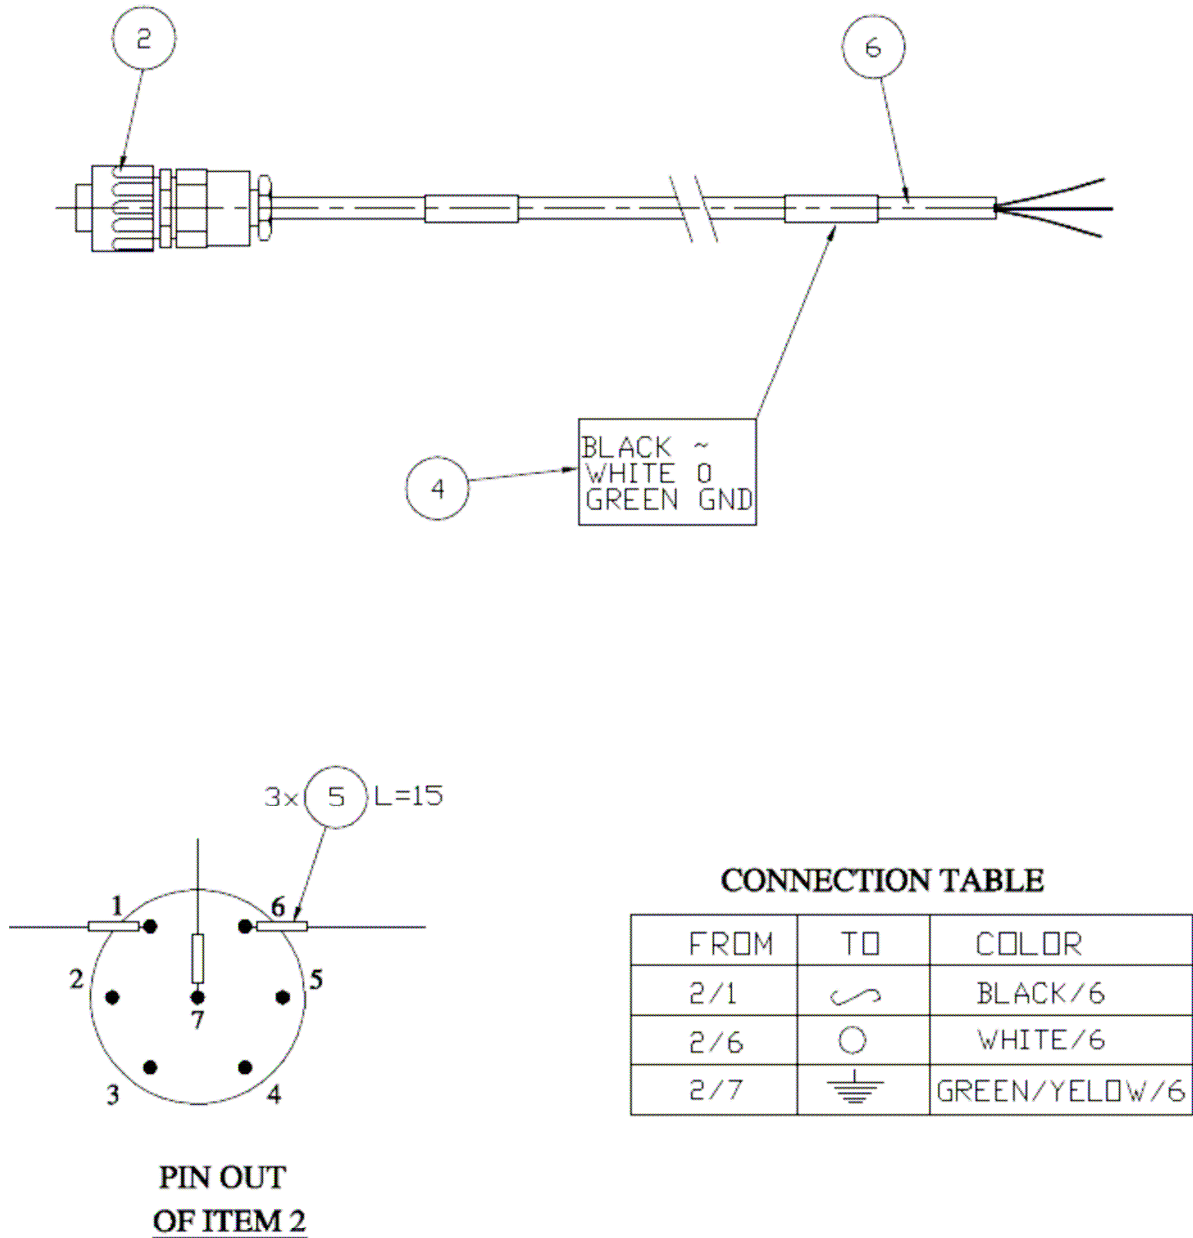 2
6
BLACK ~
WHITE 0
GREEN GND
4
3x 5 L=15
1
6
2
5
7
3
4
PIN OUT
OF ITEM 2
CONNECTION TABLE
FROM TO COLOR
2/1 BLACK/6
2/6 WHITE/6
2/7 GREEN/YELOW/6